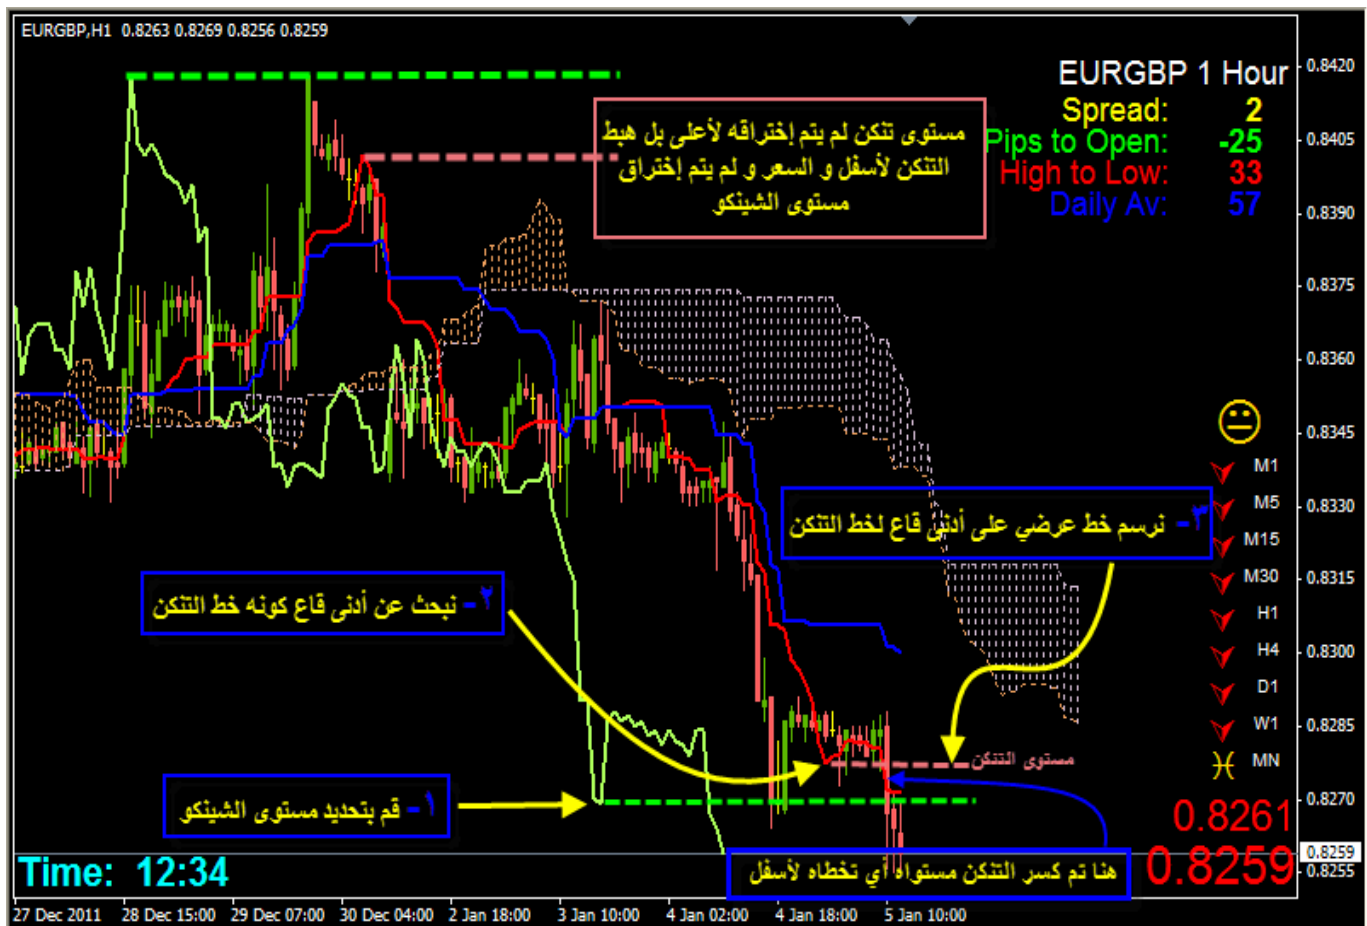 EURGBP,H1 0.8263 0.8269 0.8256 0.8259
EURGBP 1 Hour
Spread: 2
Pips to Open: -25
High to Low: 33
Daily Av: 57
مستوى تنكن لم يتم إختراقه لأعلى بل هبط
التنكن لأسفل و السعر و لم يتم إختراق
مستوى الشينكو
٣- نرسم خط عرضي على أدنى قاع لخط التنكن
٢- نبحث عن أدنى قاع كونه خط التنكن
مستوى التنكن
١- قم بتحديد مستوى الشينكو
هنا تم كسر التنكن مستواه أي تخطاه لأسفل
M1
M5
M15
M30
H1
H4
D1
W1
MN
0.8261
0.8259
Time: 12:34
0.8420
0.8405
0.8390
0.8375
0.8360
0.8345
0.8330
0.8315
0.8300
0.8285
0.8270
0.8259
0.8255
27 Dec 2011
28 Dec 15:00
29 Dec 07:00
30 Dec 04:00
2 Jan 18:00
3 Jan 10:00
4 Jan 02:00
4 Jan 18:00
5 Jan 10:00